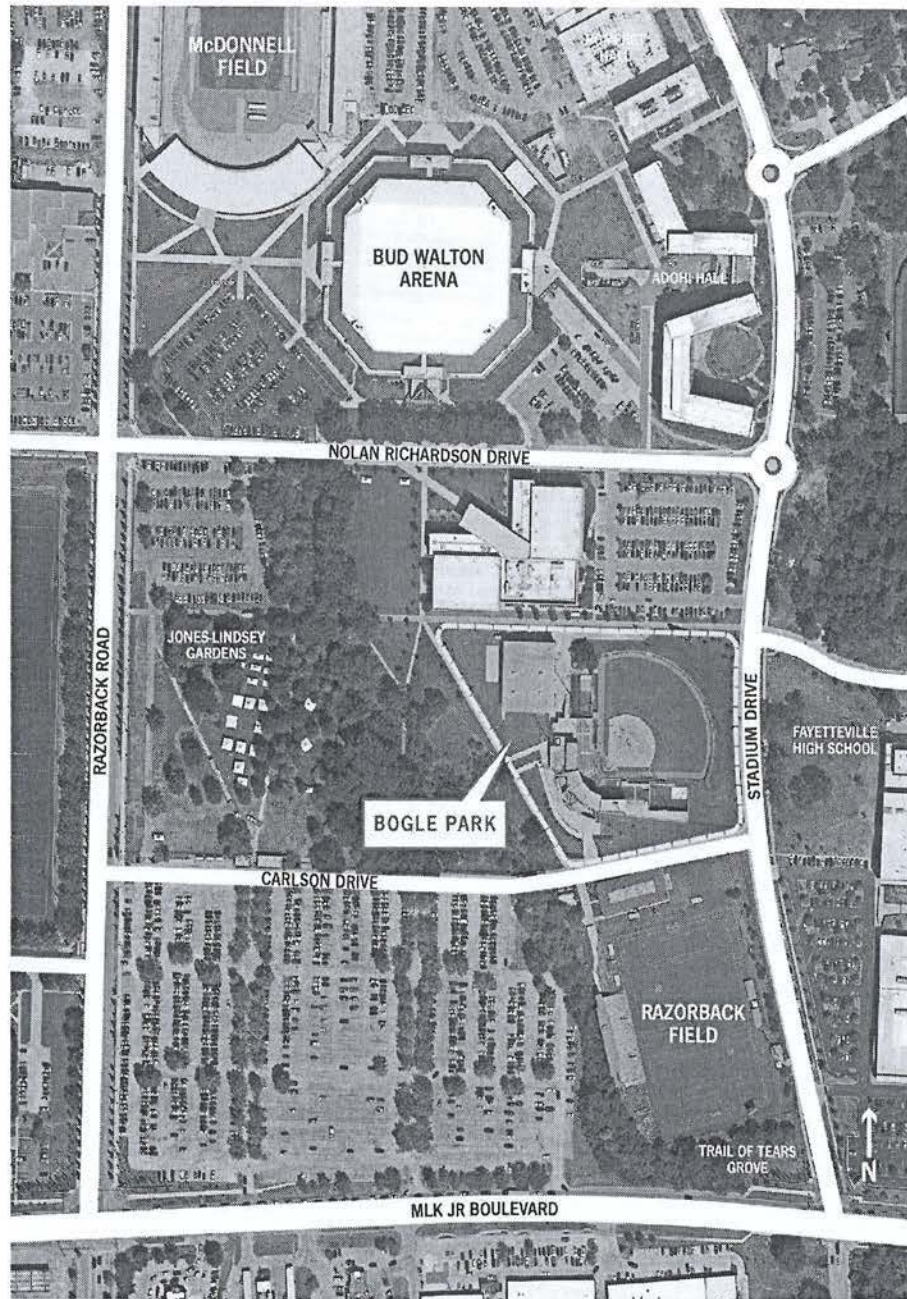 McDONNELL
FIELD
BUD WALTON
ARENA
ADOHI HALL
NOLAN RICHARDSON DRIVE
RAZORBACK ROAD
JONES-LINDSEY
GARDENS
STADIUM DRIVE
FAYETTEVILLE
HIGH SCHOOL
BOGLE PARK
CARLSON DRIVE
RAZORBACK
FIELD
TRAIL OF TEARS
GROVE
N
MLK JR BOULEVARD